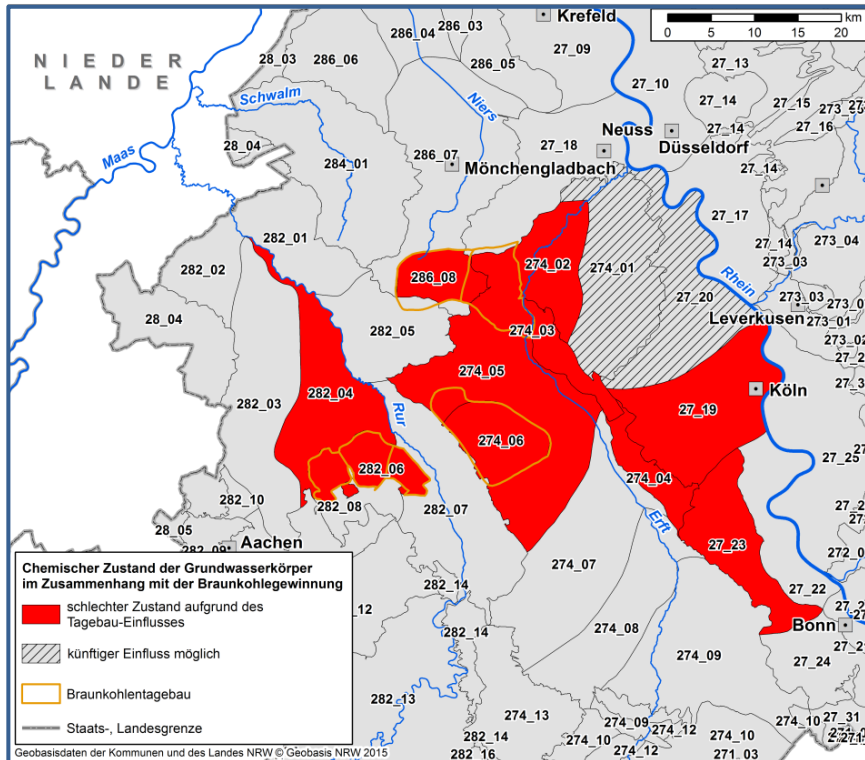 km
0 5 10 15 20
Krefeld
286_03
286_04
27_09
NIEDER
LANDE
28_03
286_06
286_05
27_13
27_10
27_14
27_15
Schwalm
Niers
27_16
27_14
Neuss
Düsseldorf
28_04
Maas
284_01
286_07
27_18
Mönchengladbach
27_14
27_17
282_01
27_14
273_04
282_02
286_08
274_02
274_01
273_03
Rhein
27_20
273_03
28_04
Leverkusen
273_01
282_05
274_03
274_05
282_04
Köln
282_03
Rur
27_19
274_06
27_25
282_06
274_04
282_10
282_08
282_07
Erft
28_05
Aachen
282_09
27_23
274_07
282_14
27_22
Bonn
274_08
282_14
27_24
274_09
282_13
274_13
274_09
274_10
27_31
282_14
274_12
274_10
274_10
274_12
271_03
282_16
Chemischer Zustand der Grundwasserkörper
im Zusammenhang mit der Braunkohlegewinnung
schlechter Zustand aufgrund des
Tagebau-Einflusses
künftiger Einfluss möglich
Braunkohlentagebau
Staats-, Landesgrenze
Geobasisdaten der Kommunen und des Landes NRW © Geobasis NRW 2015